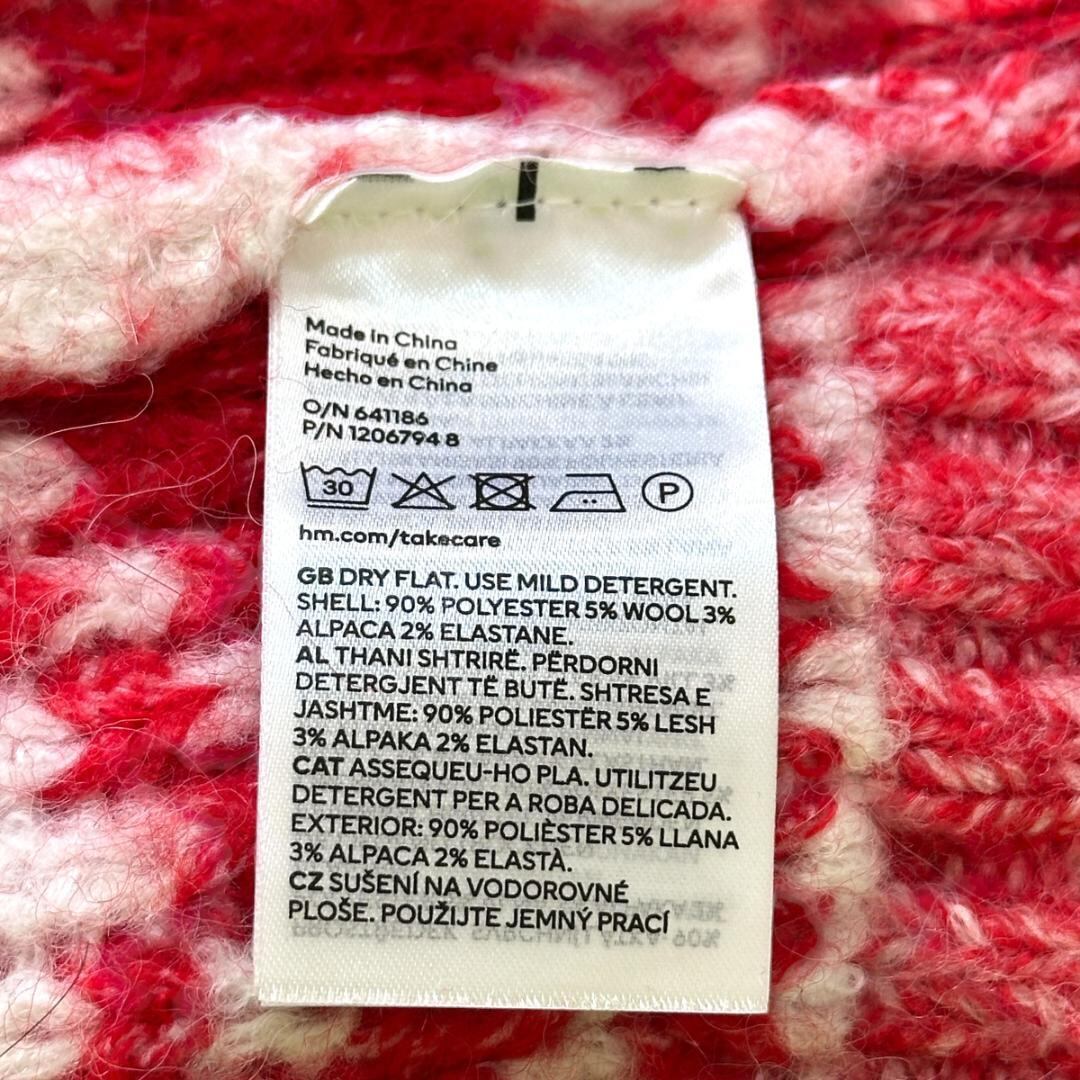 Made in China
Fabriqué en Chine
Hecho en China
O/N 641186
P/N 1206794 8
30
P
hm.com/takecare
GB DRY FLAT. USE MILD DETERGENT.
SHELL: 90% POLYESTER 5% WOOL 3%
ALPACA 2% ELASTANE.
AL THANI SHTRIRË. PËRDORNI
DETERGJENT TË BUTË. SHTRESA E
JASHTME: 90% POLIESTËR 5% LESH
3% ALPAKA 2% ELASTAN.
CAT ASSEQUEU-HO PLA. UTILITZEU
DETERGENT PER A ROBA DELICADA.
EXTERIOR: 90% POLIÈSTER 5% LLANA
3% ALPACA 2% ELASTÀ.
CZ SUŠENÍ NA VODOROVNÉ
PLOŠE. POUŽIJTE JEMNÝ PRACÍ